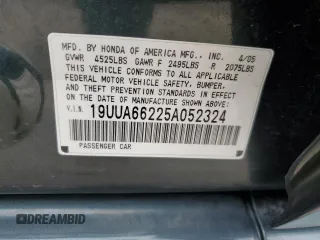 MFD. BY HONDA OF AMERICA MFG., INC. 4/05
GVWR 4525LBS GAWR F 2495LBS R 2075LBS
THIS VEHICLE CONFORMS TO ALL APPLICABLE
FEDERAL MOTOR VEHICLE SAFETY, BUMPER,
AND THEFT PREVENTION STANDARDS IN EFFECT
ON THE DATE OF MANUFACTURE SHOWN ABOVE.
V.I.N. 19UUA66225A052324
PASSENGER CAR
DREAMBID